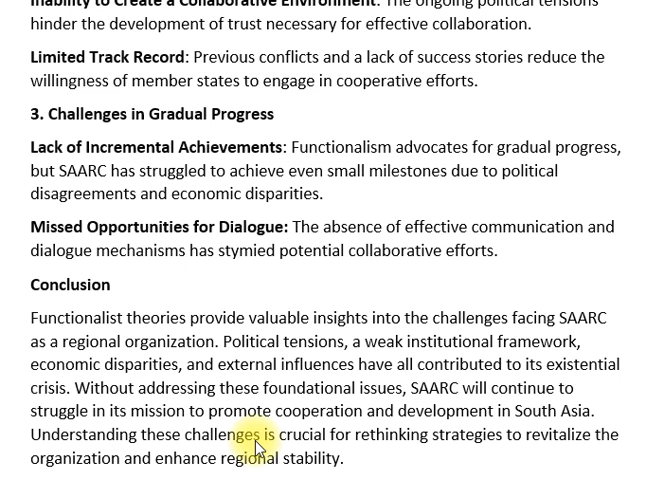 Inability to Create a Collaborative Environment: The ongoing political tensions
hinder the development of trust necessary for effective collaboration.
Limited Track Record: Previous conflicts and a lack of success stories reduce the
willingness of member states to engage in cooperative efforts.
3. Challenges in Gradual Progress
Lack of Incremental Achievements: Functionalism advocates for gradual progress,
but SAARC has struggled to achieve even small milestones due to political
disagreements and economic disparities.
Missed Opportunities for Dialogue: The absence of effective communication and
dialogue mechanisms has stymied potential collaborative efforts.
Conclusion
Functionalist theories provide valuable insights into the challenges facing SAARC
as a regional organization. Political tensions, a weak institutional framework,
economic disparities, and external influences have all contributed to its existential
crisis. Without addressing these foundational issues, SAARC will continue to
struggle in its mission to promote cooperation and development in South Asia.
Understanding these challenges is crucial for rethinking strategies to revitalize the
organization and enhance regional stability.